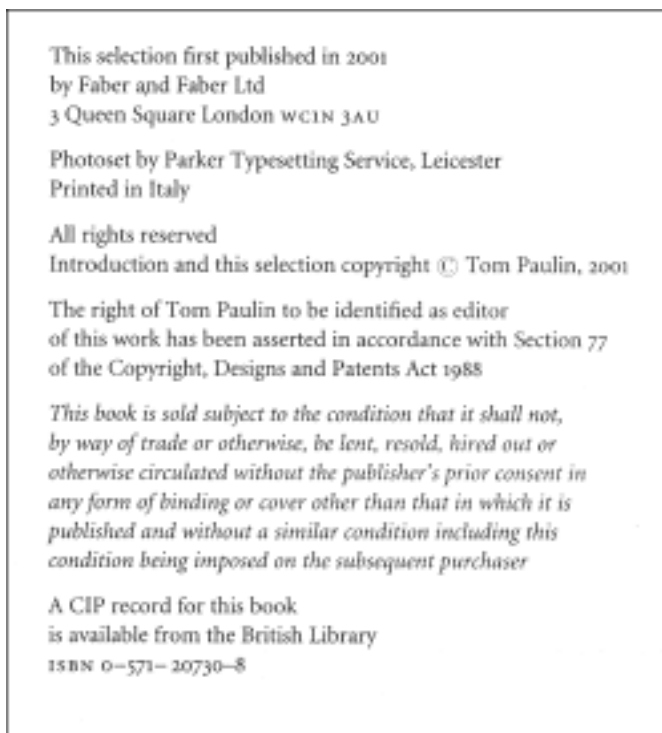 This selection first published in 2001
by Faber and Faber Ltd
3 Queen Square London WC1N 3AU
Photoset by Parker Typesetting Service, Leicester
Printed in Italy
All rights reserved
Introduction and this selection copyright © Tom Paulin, 2001
The right of Tom Paulin to be identified as editor
of this work has been asserted in accordance with Section 77
of the Copyright, Designs and Patents Act 1988
This book is sold subject to the condition that it shall not,
by way of trade or otherwise, be lent, resold, hired out or
otherwise circulated without the publisher's prior consent in
any form of binding or cover other than that in which it is
published and without a similar condition including this
condition being imposed on the subsequent purchaser
A CIP record for this book
is available from the British Library
ISBN 0–571– 20730–8